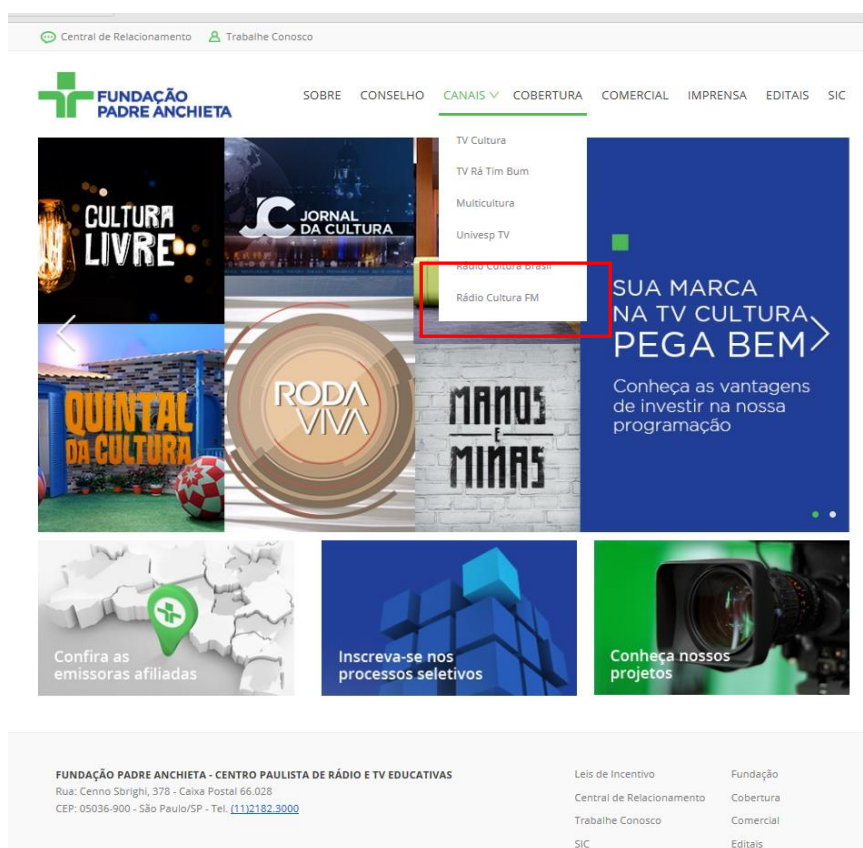 Central de Relacionamento
Trabalhe Conosco
FUNDAÇÃO
PADRE ANCHIETA
SOBRE CONSELHO CANAIS COBERTURA COMERCIAL IMPRENSA EDITAIS SIC
TV Cultura
TV Rá Tim Bum
Multicultura
Univesp TV
Rádio Cultura Brasil
Rádio Cultura FM
CULTURA
LIVRE
JC JORNAL
DA CULTURA
QUINTAL
DA CULTURA
RODA
VIVA
MANOS
E
MINAS
SUA MARCA
NA TV CULTURA
PEGA BEM
Conheça as vantagens
de investir na nossa
programação
Confira as
emissoras afiliadas
Inscreva-se nos
processos seletivos
Conheça nossos
projetos
FUNDAÇÃO PADRE ANCHIETA - CENTRO PAULISTA DE RÁDIO E TV EDUCATIVAS
Rua: Cenno Sbrighi, 378 - Caixa Postal 66.028
CEP: 05036-900 - São Paulo/SP - Tel. (11)2182.3000
Leis de Incentivo
Central de Relacionamento
Trabalhe Conosco
SIC
Fundação
Cobertura
Comercial
Editais